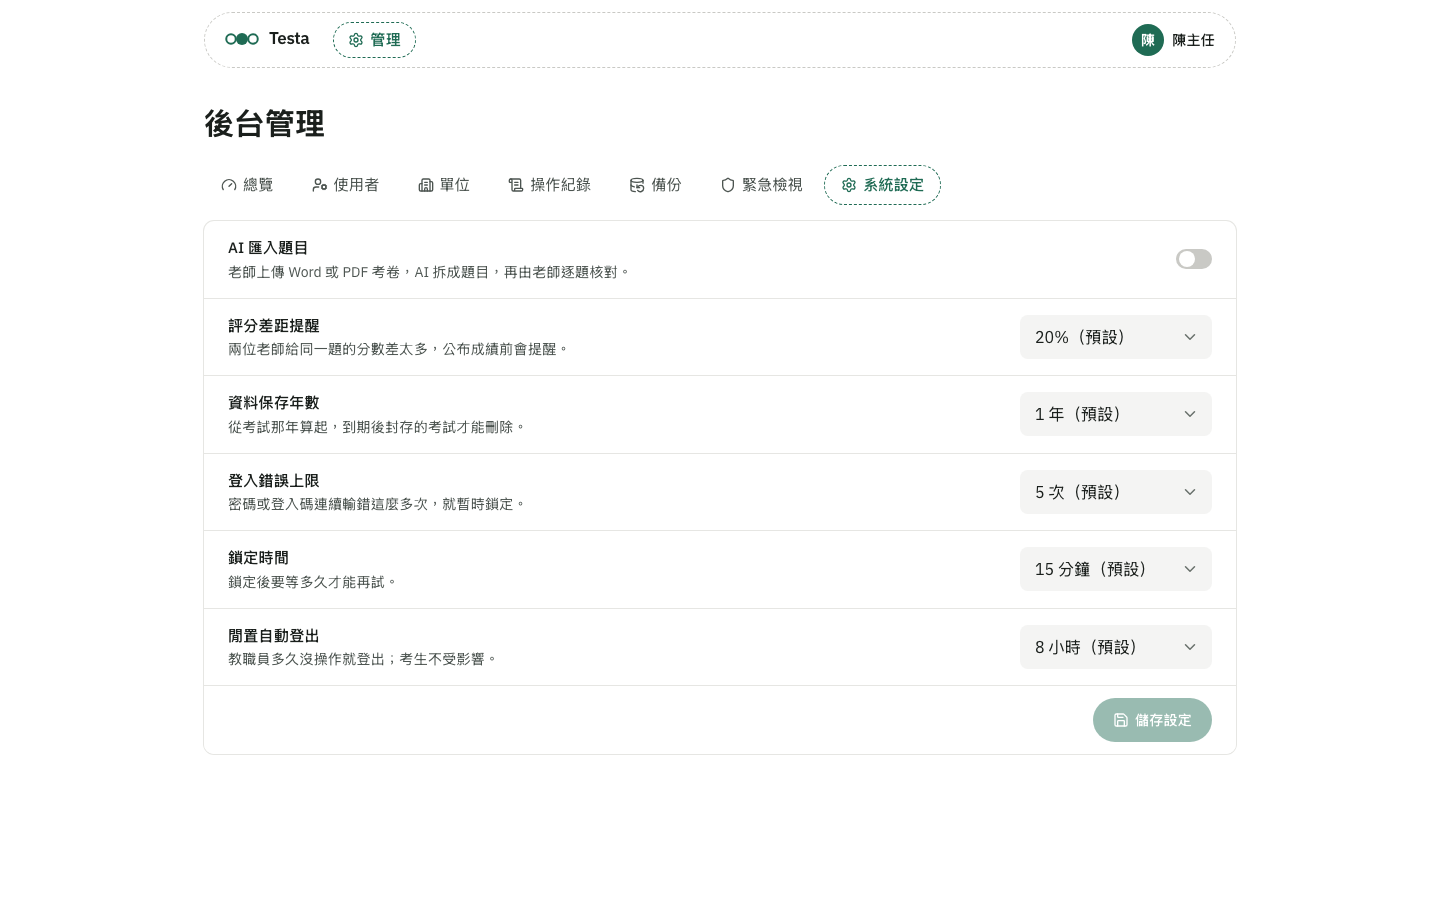 Testa
管理
陳
陳主任
後台管理
總覽
使用者
單位
操作紀錄
備份
緊急檢視
系統設定
AI 匯入題目
老師上傳 Word 或 PDF 考卷，AI 拆成題目，再由老師逐題核對。
評分差距提醒
兩位老師給同一題的分數差太多，公布成績前會提醒。
20%（預設）
資料保存年數
從考試那年算起，到期後封存的考試才能刪除。
1 年（預設）
登入錯誤上限
密碼或登入碼連續輸錯這麼多次，就暫時鎖定。
5 次（預設）
鎖定時間
鎖定後要等多久才能再試。
15 分鐘（預設）
閒置自動登出
教職員多久沒操作就登出；考生不受影響。
8 小時（預設）
儲存設定